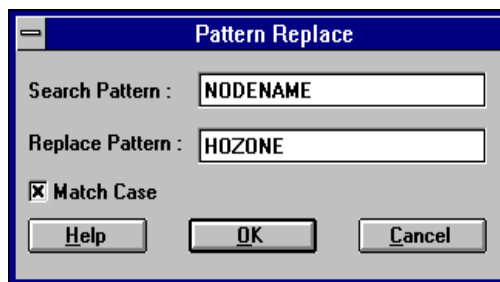 Pattern Replace
Search Pattern : NODENAME
Replace Pattern : HOZONE
Match Case
Help OK Cancel